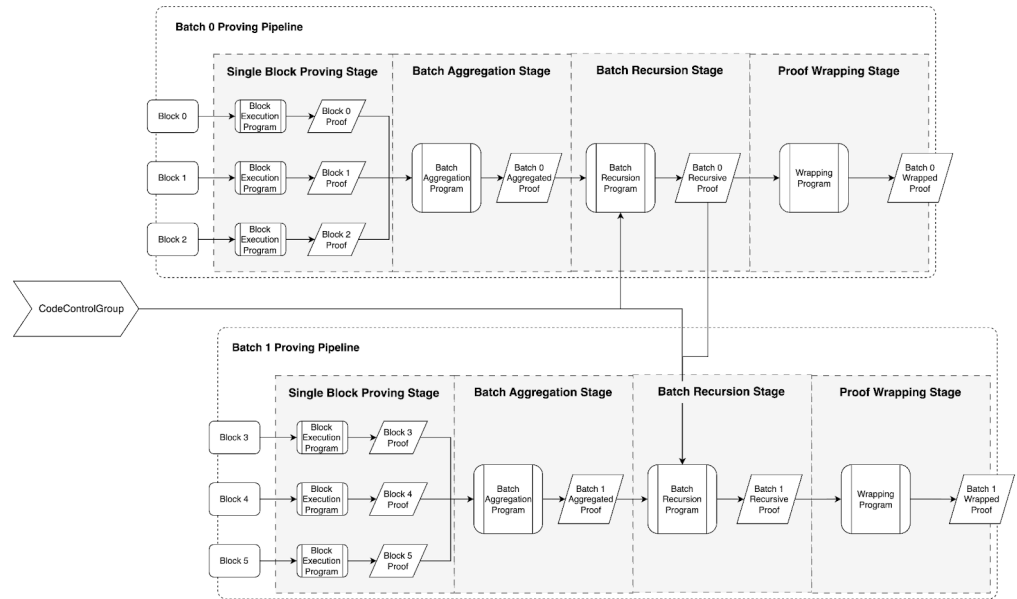 Batch 0 Proving Pipeline
Single Block Proving Stage
Batch Aggregation Stage
Batch Recursion Stage
Proof Wrapping Stage
Block 0
Block
Execution
Program
Block 0
Proof
Block 1
Block
Execution
Program
Block 1
Proof
Batch
Aggregation
Program
Batch 0
Aggregated
Proof
Batch
Recursion
Program
Batch 0
Recursive
Proof
Wrapping
Program
Batch 0
Wrapped
Proof
Block 2
Block
Execution
Program
Block 2
Proof
CodeControlGroup
Batch 1 Proving Pipeline
Single Block Proving Stage
Batch Aggregation Stage
Batch Recursion Stage
Proof Wrapping Stage
Block 3
Block
Execution
Program
Block 3
Proof
Block 4
Block
Execution
Program
Block 4
Proof
Batch
Aggregation
Program
Batch 1
Aggregated
Proof
Batch
Recursion
Program
Batch 1
Recursive
Proof
Wrapping
Program
Batch 1
Wrapped
Proof
Block 5
Block
Execution
Program
Block 5
Proof